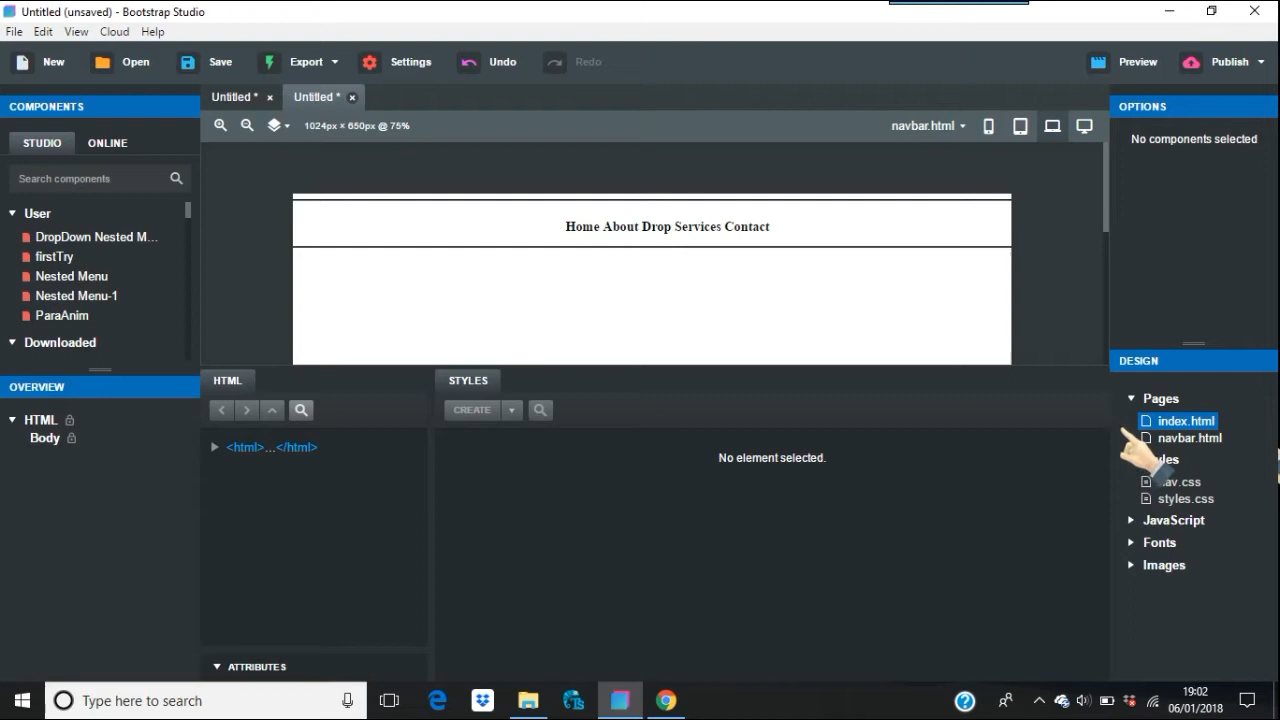 Untitled (unsaved) - Bootstrap Studio
File Edit View Cloud Help
New Open Save Export Settings Undo Redo Preview Publish
COMPONENTS
Untitled * × Untitled * ×
OPTIONS
STUDIO ONLINE
1024px × 650px @ 75%
navbar.html
No components selected
Search components
User
DropDown Nested M...
firstTry
Nested Menu
Nested Menu-1
ParaAnim
Downloaded
Home About Drop Services Contact
OVERVIEW
HTML
Body
HTML
<html>...</html>
ATTRIBUTES
STYLES
CREATE
No element selected.
DESIGN
Pages
index.html
navbar.html
styles.css
JavaScript
Fonts
Images
Type here to search
19:02
06/01/2018